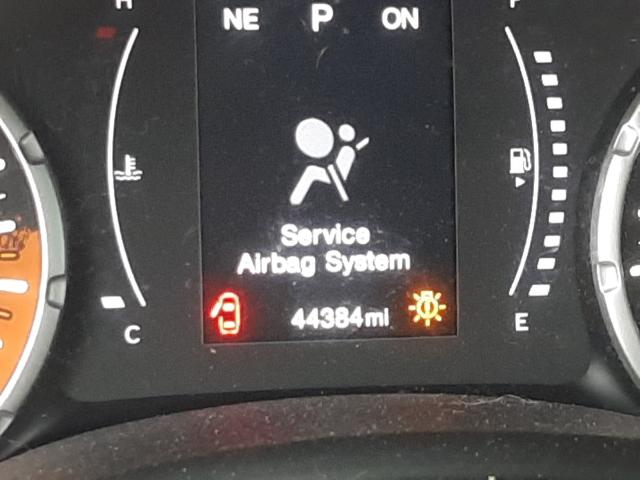 H
F
NE P ON
Service
Airbag System
44384mi
C
E